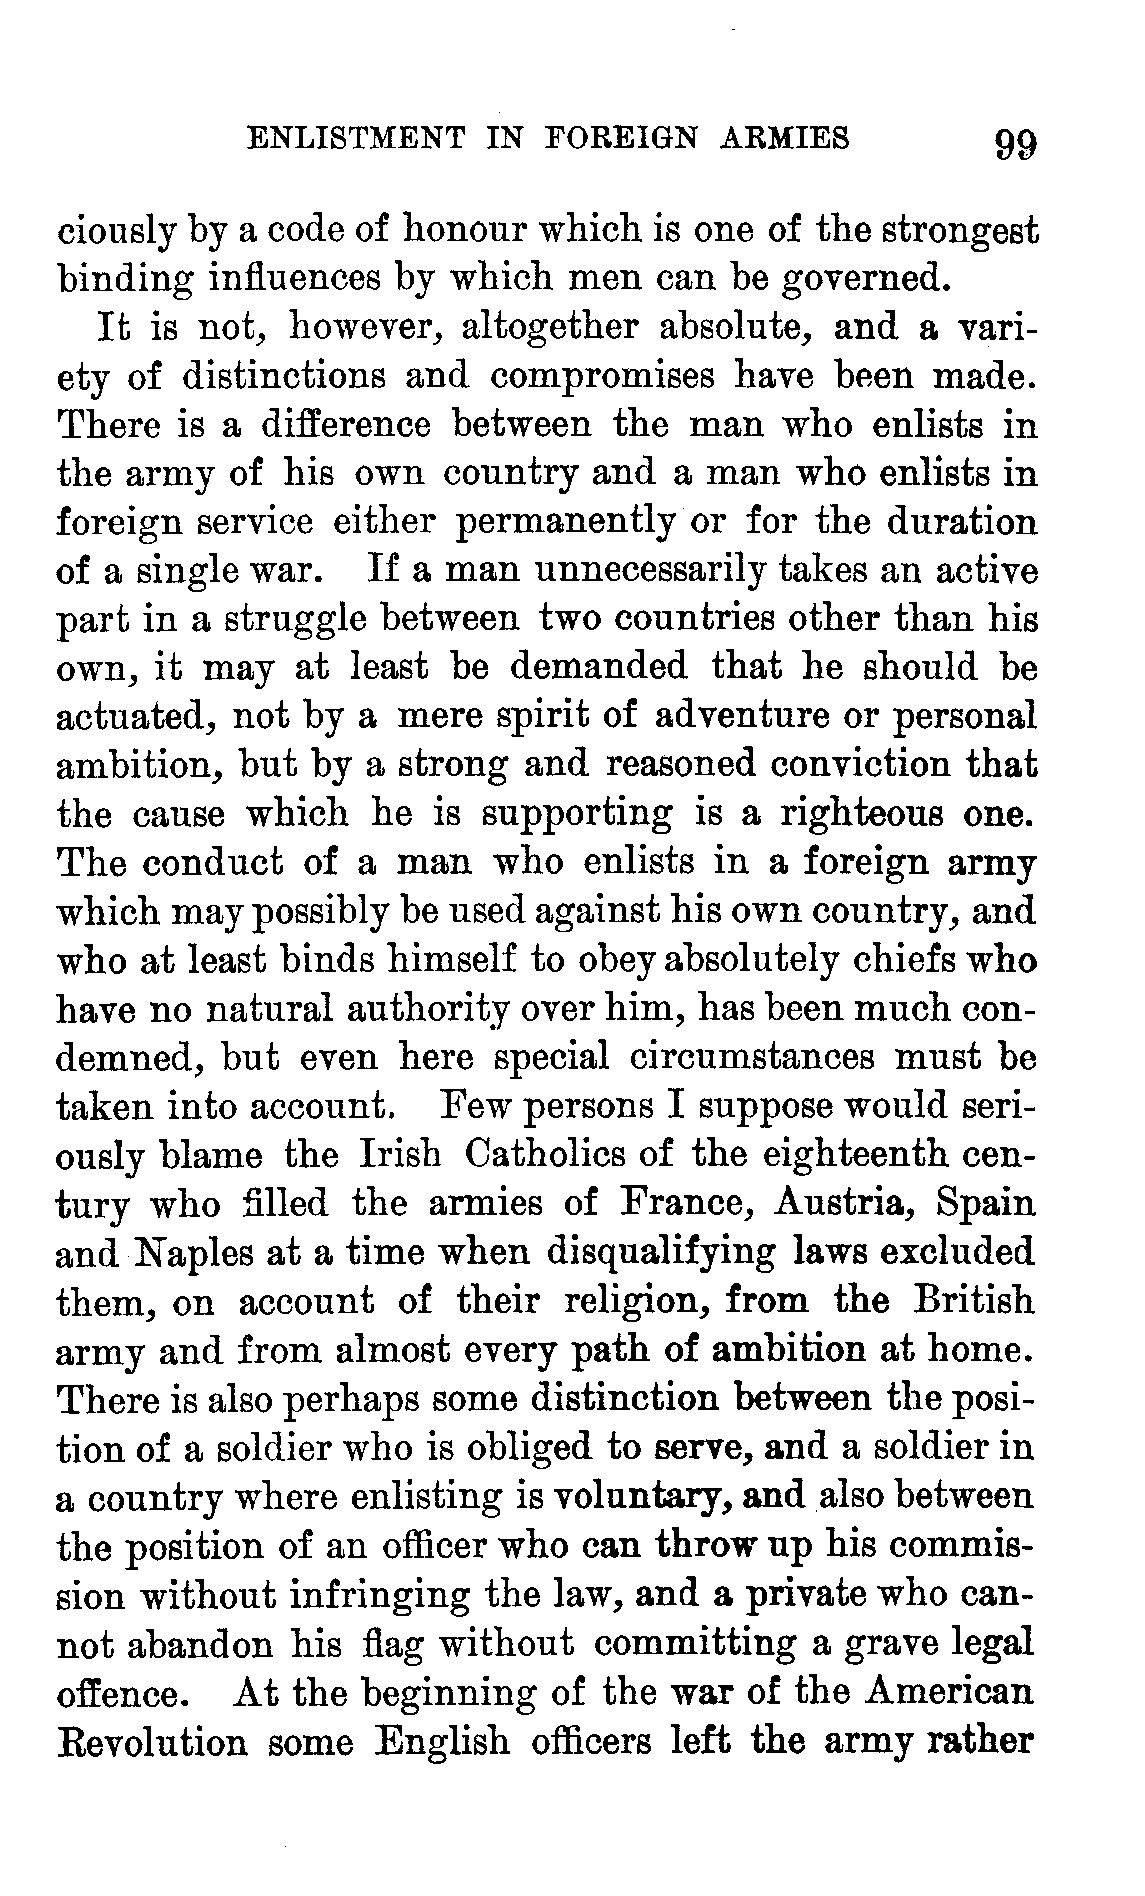 ENLISTMENT IN FOREIGN ARMIES 99
ciously by a code of honour which is one of the strongest
binding influences by which men can be governed.
It is not, however, altogether absolute, and a vari-
ety of distinctions and compromises have been made.
There is a difference between the man who enlists in
the army of his own country and a man who enlists in
foreign service either permanently or for the duration
of a single war. If a man unnecessarily takes an active
part in a struggle between two countries other than his
own, it may at least be demanded that he should be
actuated, not by a mere spirit of adventure or personal
ambition, but by a strong and reasoned conviction that
the cause which he is supporting is a righteous one.
The conduct of a man who enlists in a foreign army
which may possibly be used against his own country, and
who at least binds himself to obey absolutely chiefs who
have no natural authority over him, has been much con-
demned, but even here special circumstances must be
taken into account. Few persons I suppose would seri-
ously blame the Irish Catholics of the eighteenth cen-
tury who filled the armies of France, Austria, Spain
and Naples at a time when disqualifying laws excluded
them, on account of their religion, from the British
army and from almost every path of ambition at home.
There is also perhaps some distinction between the posi-
tion of a soldier who is obliged to serve, and a soldier in
a country where enlisting is voluntary, and also between
the position of an officer who can throw up his commis-
sion without infringing the law, and a private who can-
not abandon his flag without committing a grave legal
offence. At the beginning of the war of the American
Revolution some English officers left the army rather